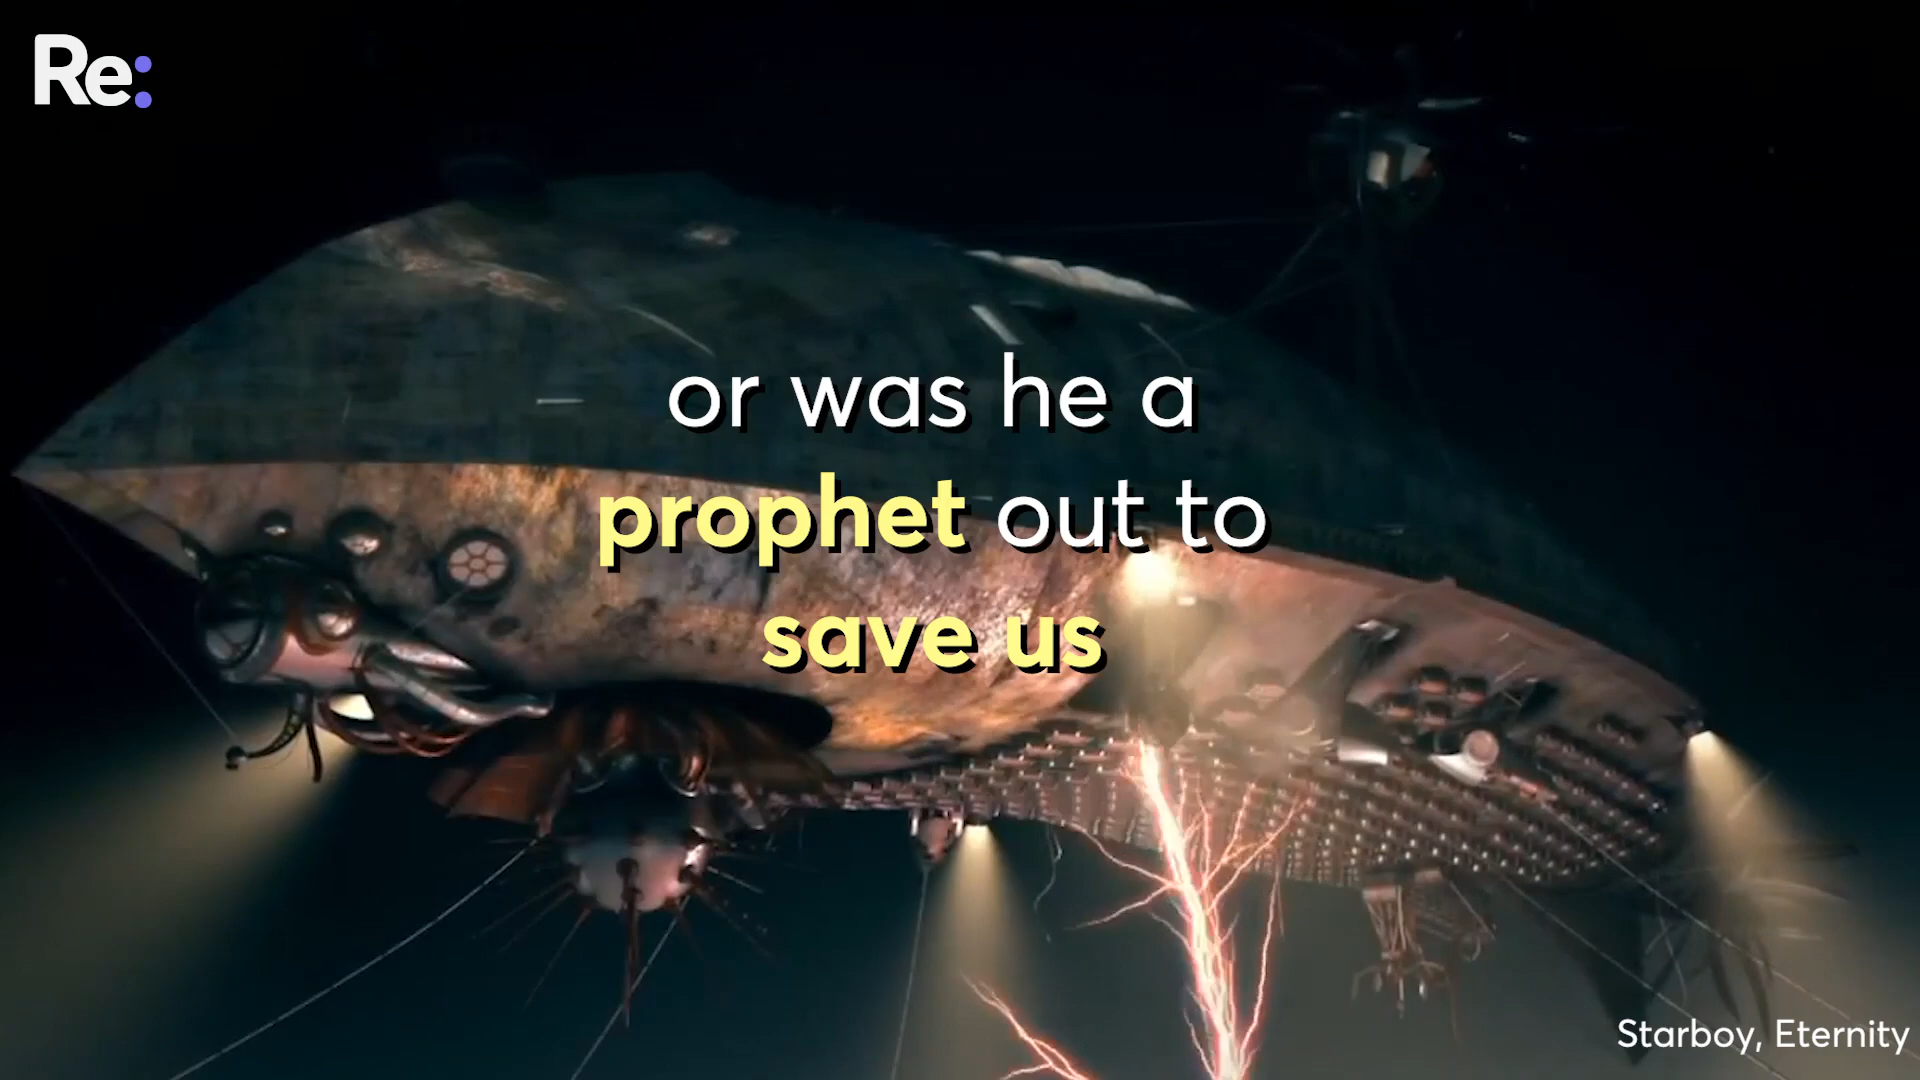 Re:
or was he a
prophet out to
save us
Starboy, Eternity